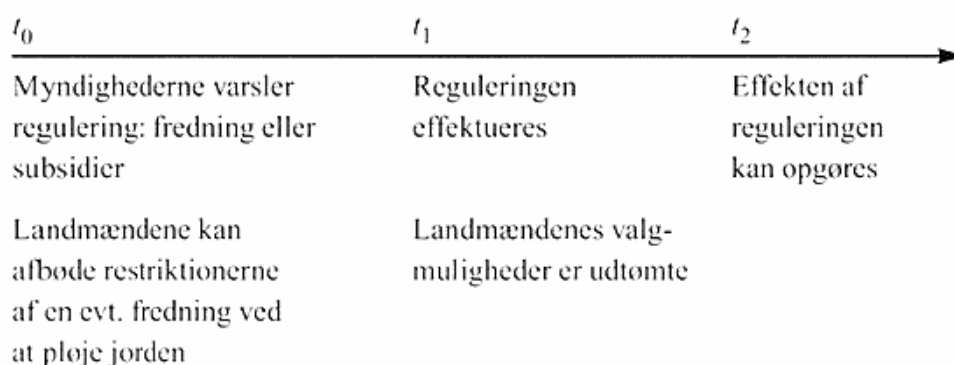 t0 t1 t2
Myndighederne varsler Reguleringen Effekten af
regulering: fredning eller effektueres reguleringen
subsidier kan opgøres
Landmændene kan Landmændenes valg-
afbøde restriktionerne muligheder er udtømte
af en evt. fredning ved
at pløje jorden